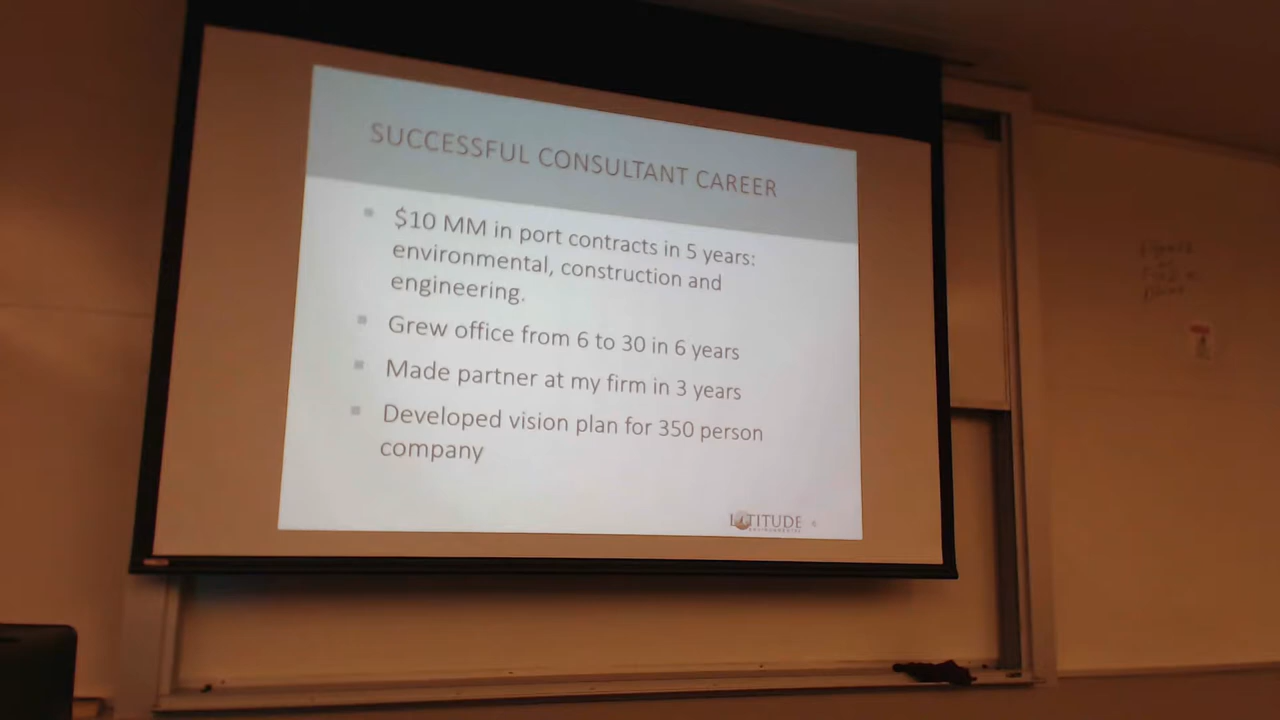 SUCCESSFUL CONSULTANT CAREER
$10 MM in port contracts in 5 years:
environmental, construction and
engineering.
Grew office from 6 to 30 in 6 years
Made partner at my firm in 3 years
Developed vision plan for 350 person
company
LATITUDE
ENVIRONMENTAL